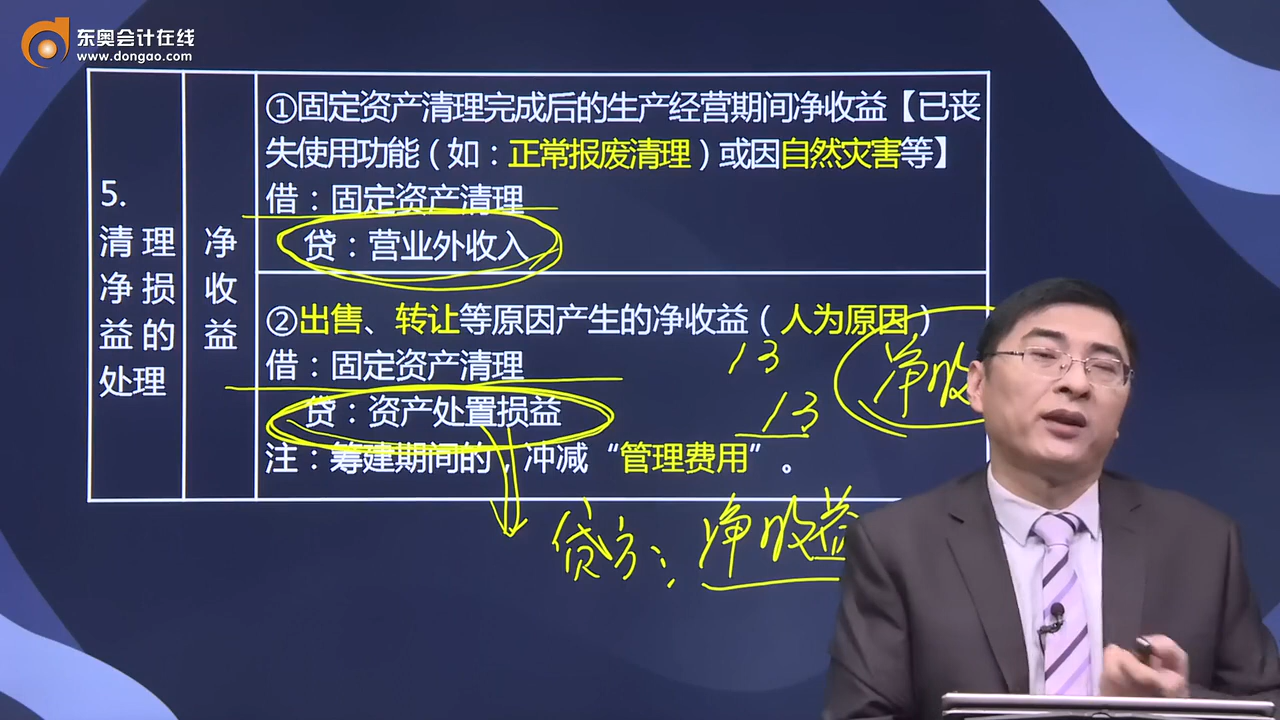 东奥会计在线
www.dongao.com
5.
清理
净损
益的
处理
净
收
益
①固定资产清理完成后的生产经营期间净收益【已丧
失使用功能（如：正常报废清理）或因自然灾害等】
借：固定资产清理
贷：营业外收入
②出售、转让等原因产生的净收益（人为原因）
借：固定资产清理
贷：资产处置损益
注：筹建期间的，冲减“管理费用”。
13
13
净收
贷方：净收益